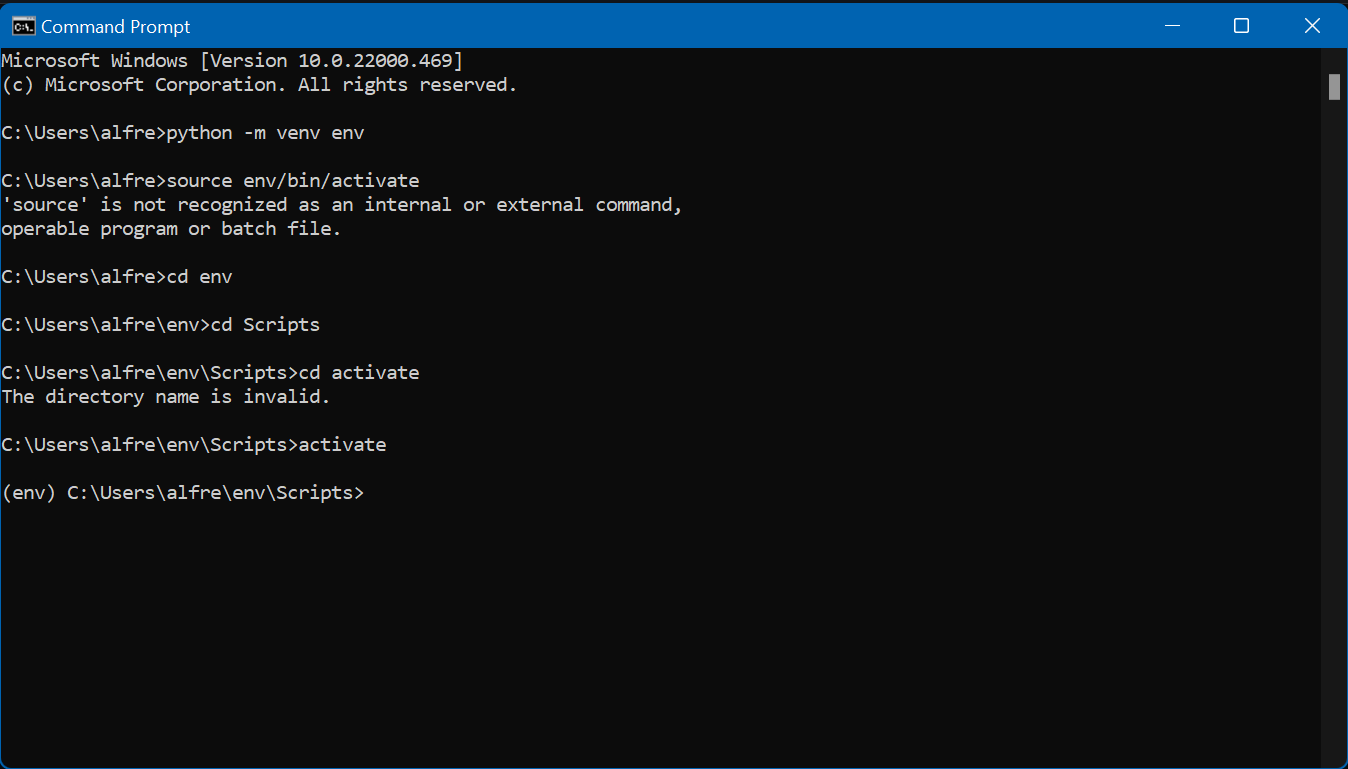 Command Prompt
Microsoft Windows [Version 10.0.22000.469]
(c) Microsoft Corporation. All rights reserved.
C:\Users\alfre>python -m venv env
C:\Users\alfre>source env/bin/activate
'source' is not recognized as an internal or external command,
operable program or batch file.
C:\Users\alfre>cd env
C:\Users\alfre\env>cd Scripts
C:\Users\alfre\env\Scripts>cd activate
The directory name is invalid.
C:\Users\alfre\env\Scripts>activate
(env) C:\Users\alfre\env\Scripts>